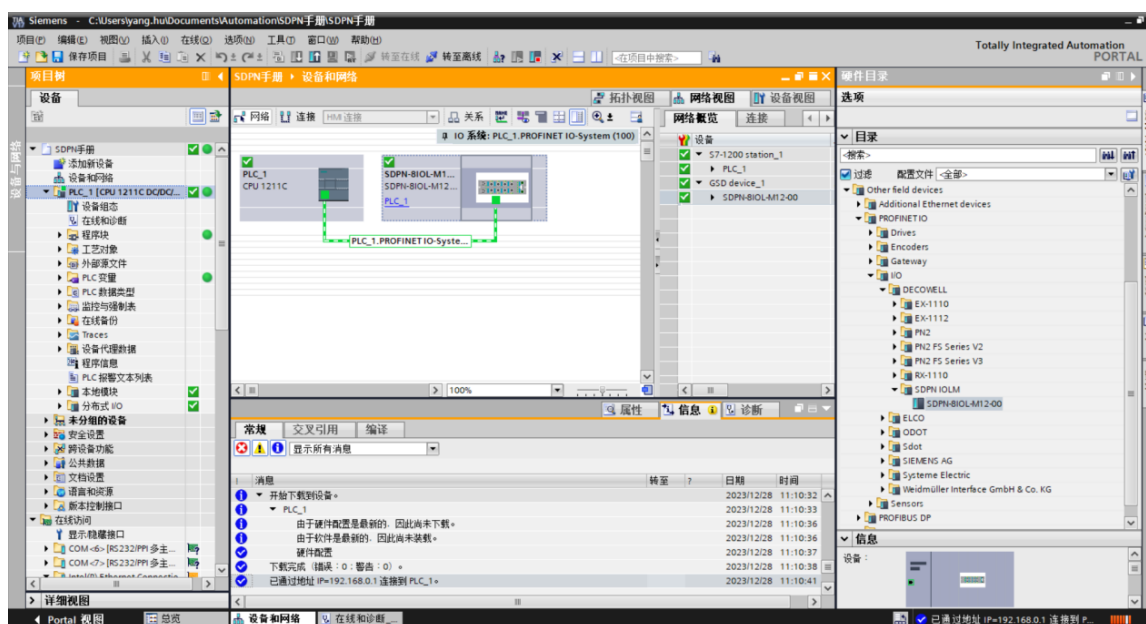 Siemens - C:\Users\yang.hu\Documents\Automation\SDPN手册\SDPN手册
项目(P) 编辑(E) 视图(V) 插入(I) 在线(O) 选项(N) 工具(T) 窗口(W) 帮助(H)
Totally Integrated Automation
PORTAL
保存项目 转至在线 转至离线 <在项目中搜索>
项目树
设备
设备与网络
SDPN手册
添加新设备
设备和网络
PLC_1 [CPU 1211C DC/DC/...
设备组态
在线和诊断
程序块
工艺对象
外部源文件
PLC 变量
PLC 数据类型
监控与强制表
在线备份
Traces
设备代理数据
程序信息
PLC 报警文本列表
本地模块
分布式 I/O
未分组的设备
安全设置
跨设备功能
公共数据
文档设置
语言和资源
版本控制接口
在线访问
显示/隐藏接口
COM<6> [RS232/PPI 多主...
COM<7> [RS232/PPI 多主...
详细视图
SDPN手册 ▸ 设备和网络
拓扑视图 网络视图 设备视图
网络 连接 HMI 连接 关系
IO 系统: PLC_1.PROFINET IO-System (100)
PLC_1
CPU 1211C
SDPN-8IOL-M1...
SDPN-8IOL-M12...
PLC_1
PLC_1.PROFINET IO-Syste...
100%
网络概览 连接
设备
S7-1200 station_1
PLC_1
GSD device_1
SDPN-8IOL-M12-00
属性 信息 诊断
常规 交叉引用 编译
显示所有消息
! 消息 转至 ? 日期 时间
开始下载到设备。 2023/12/28 11:10:32
PLC_1 2023/12/28 11:10:33
由于硬件配置是最新的，因此尚未下载。 2023/12/28 11:10:36
由于软件是最新的，因此尚未装载。 2023/12/28 11:10:36
硬件配置 2023/12/28 11:10:37
下载完成（错误：0；警告：0）。 2023/12/28 11:10:38
已通过地址 IP=192.168.0.1 连接到 PLC_1。 2023/12/28 11:10:41
硬件目录
选项
目录
<搜索>
过滤 配置文件 <全部>
Other field devices
Additional Ethernet devices
PROFINET IO
Drives
Encoders
Gateway
I/O
DECOWELL
EX-1110
EX-1112
PN2
PN2 FS Series V2
PN2 FS Series V3
RX-1110
SDPN IOLM
SDPN-8IOL-M12-00
ELCO
ODOT
Sdot
SIEMENS AG
Systeme Electric
Weidmüller Interface GmbH & Co. KG
Sensors
PROFIBUS DP
信息
设备：
Portal 视图 总览 设备和网络 在线和诊断 已通过地址 IP=192.168.0.1 连接到 P...